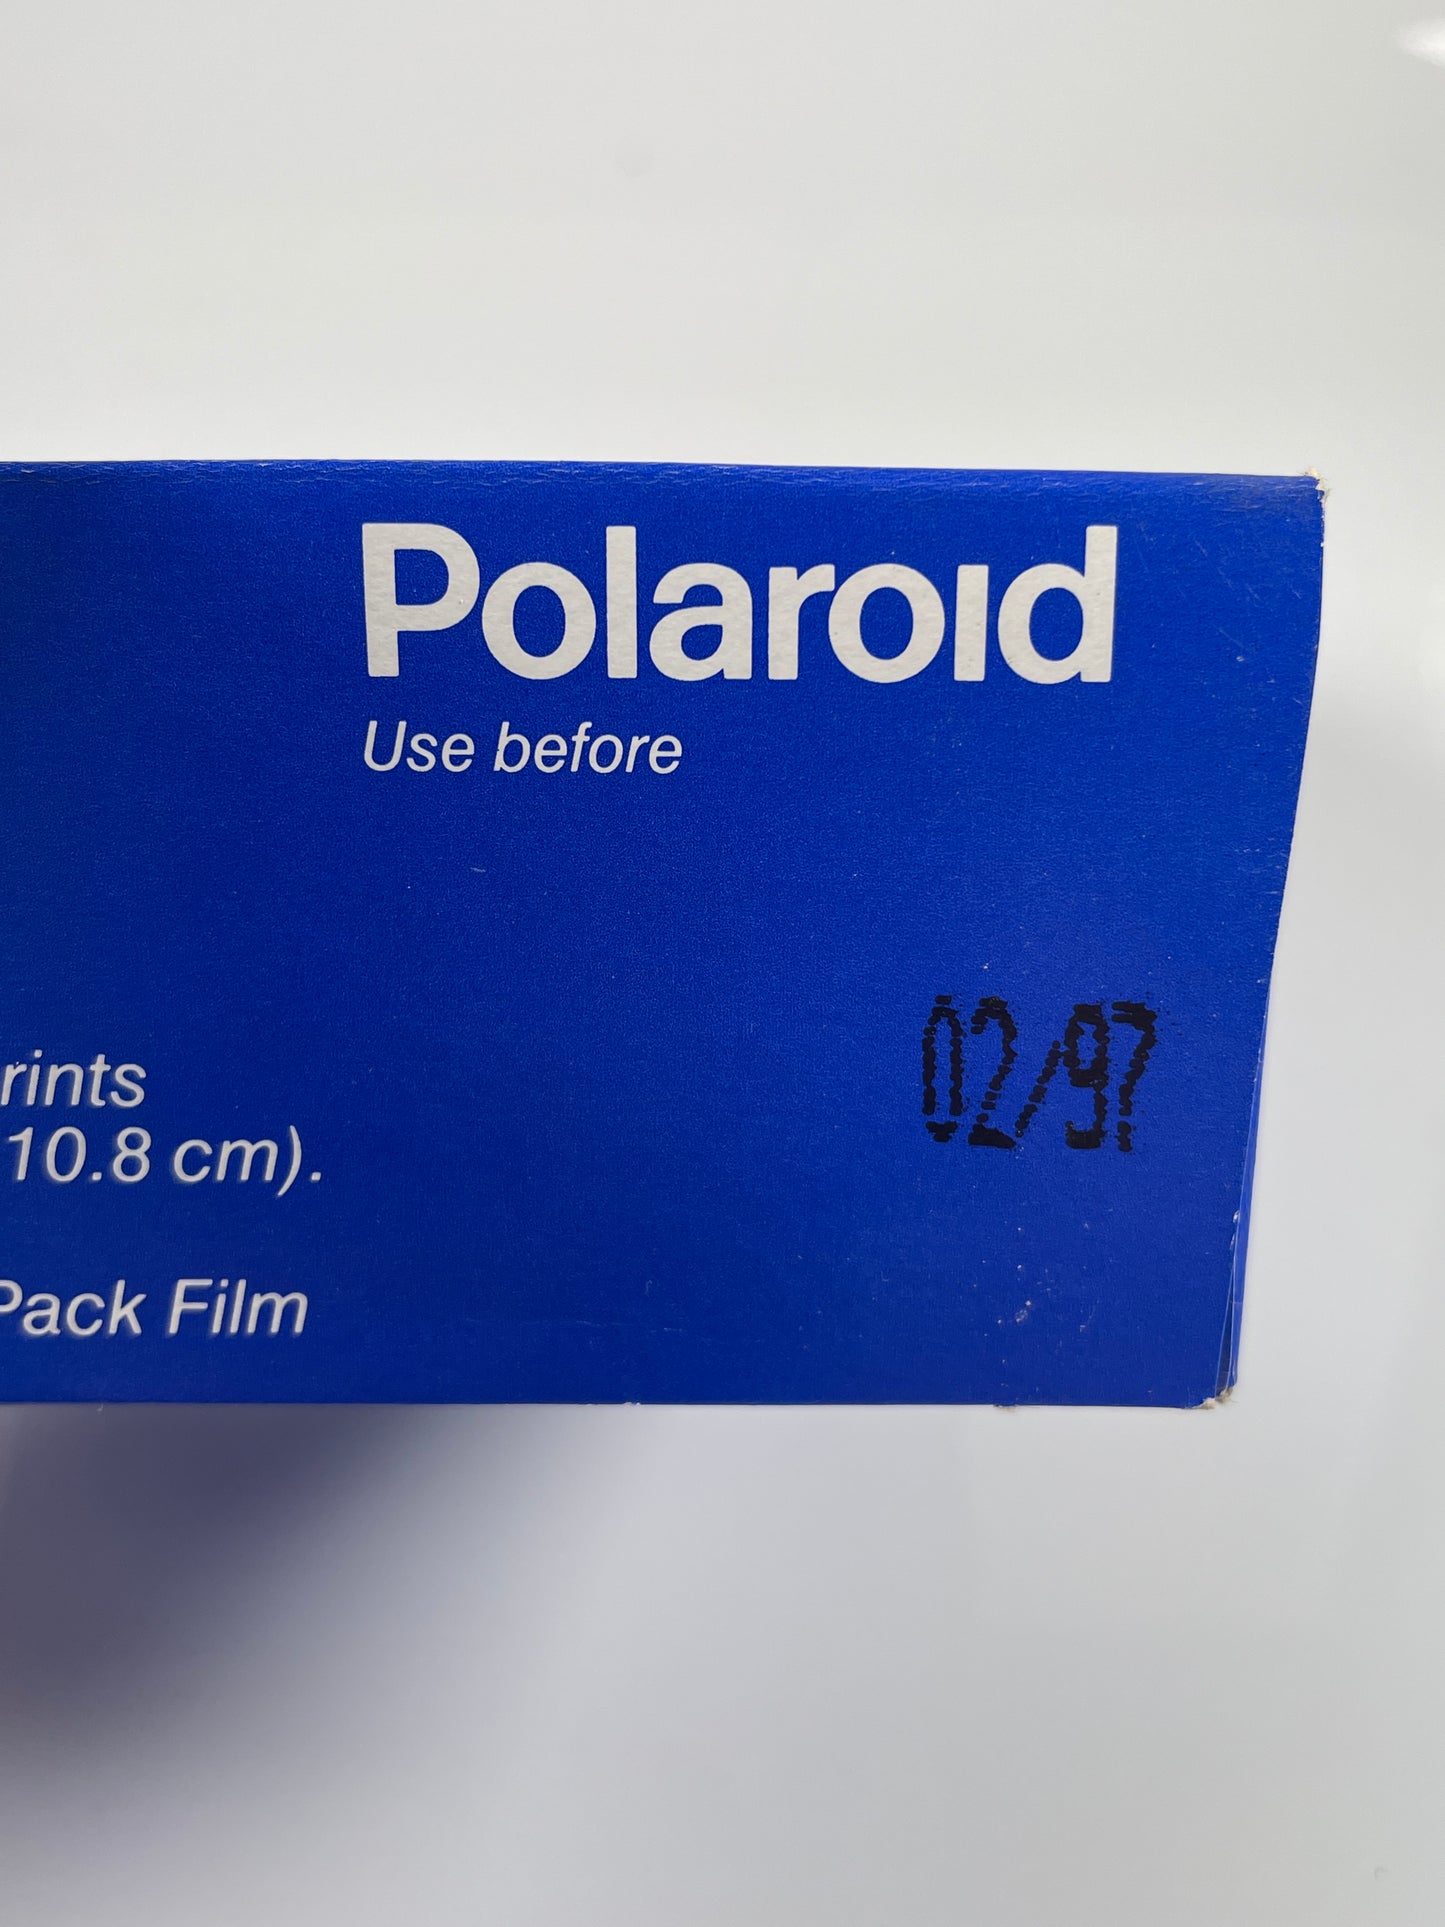 Polaroid
Use before
02/97
rints
10.8 cm).
Pack Film